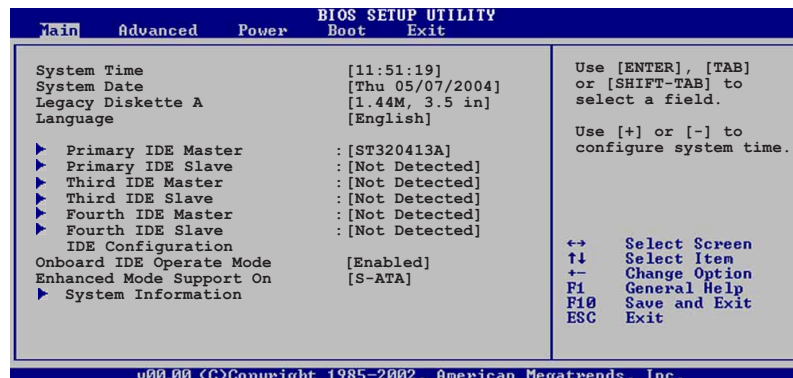 BIOS SETUP UTILITY
Main Advanced Power Boot Exit
System Time [11:51:19]
System Date [Thu 05/07/2004]
Legacy Diskette A [1.44M, 3.5 in]
Language [English]
Primary IDE Master :[ST320413A]
Primary IDE Slave :[Not Detected]
Third IDE Master :[Not Detected]
Third IDE Slave :[Not Detected]
Fourth IDE Master :[Not Detected]
Fourth IDE Slave :[Not Detected]
IDE Configuration
Onboard IDE Operate Mode [Enabled]
Enhanced Mode Support On [S-ATA]
System Information
Use [ENTER], [TAB]
or [SHIFT-TAB] to
select a field.
Use [+] or [-] to
configure system time.
↔ Select Screen
↑↓ Select Item
+- Change Option
F1 General Help
F10 Save and Exit
ESC Exit
v00.00 (C)Copyright 1985-2002, American Megatrends, Inc.